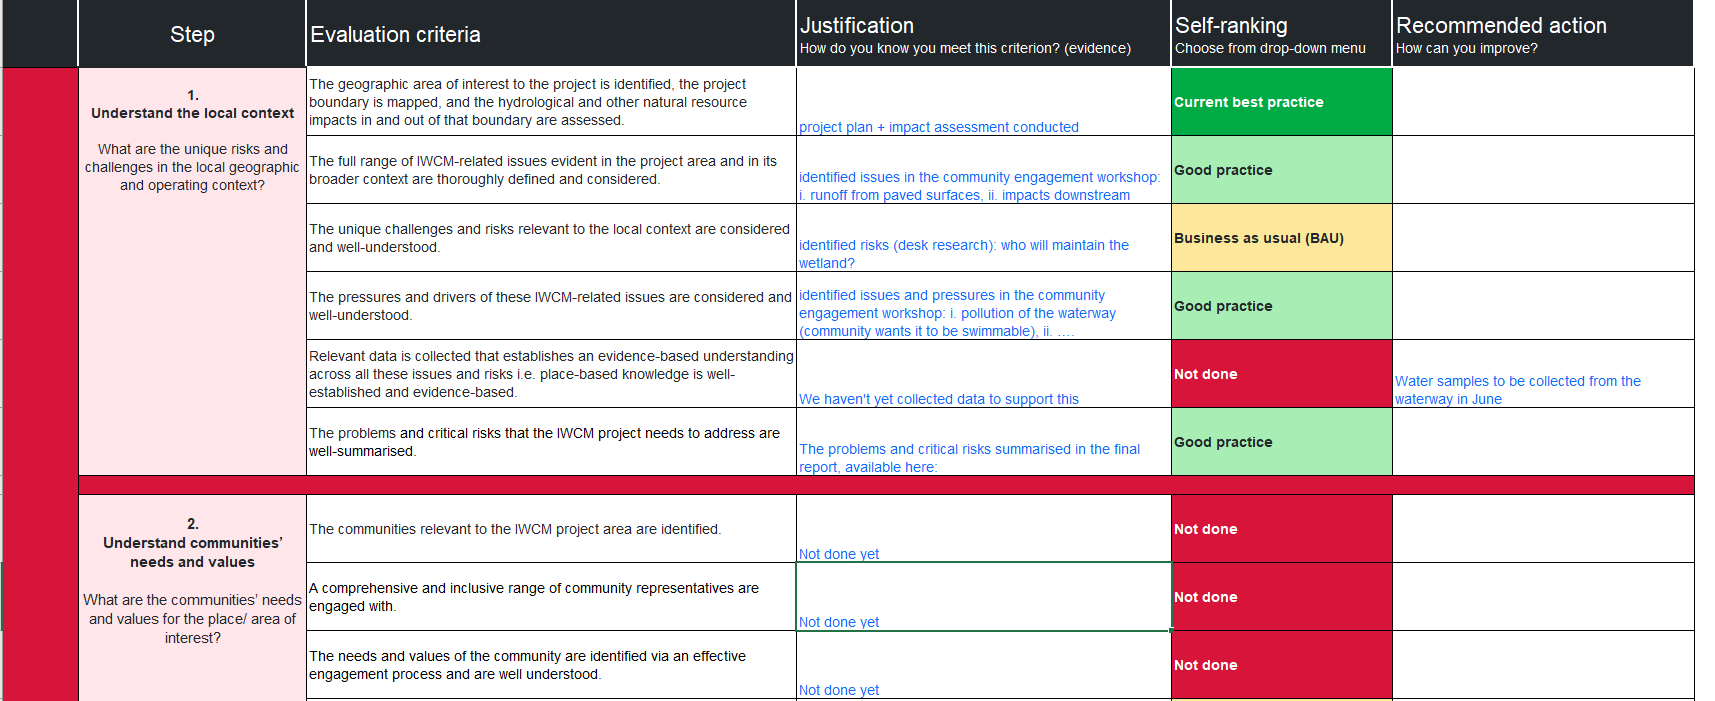 Step
Evaluation criteria
Justification
How do you know you meet this criterion? (evidence)
Self-ranking
Choose from drop-down menu
Recommended action
How can you improve?
1.
Understand the local context
What are the unique risks and
challenges in the local geographic
and operating context?
The geographic area of interest to the project is identified, the project
boundary is mapped, and the hydrological and other natural resource
impacts in and out of that boundary are assessed.
project plan + impact assessment conducted
Current best practice
The full range of IWCM-related issues evident in the project area and in its
broader context are thoroughly defined and considered.
identified issues in the community engagement workshop:
i. runoff from paved surfaces, ii. impacts downstream
Good practice
The unique challenges and risks relevant to the local context are considered
and well-understood.
identified risks (desk research): who will maintain the
wetland?
Business as usual (BAU)
The pressures and drivers of these IWCM-related issues are considered and
well-understood.
identified issues and pressures in the community
engagement workshop: i. pollution of the waterway
(community wants it to be swimmable), ii. ....
Good practice
Relevant data is collected that establishes an evidence-based understanding
across all these issues and risks i.e. place-based knowledge is well-
established and evidence-based.
We haven't yet collected data to support this
Not done
Water samples to be collected from the
waterway in June
The problems and critical risks that the IWCM project needs to address are
well-summarised.
The problems and critical risks summarised in the final
report, available here:
Good practice
2.
Understand communities'
needs and values
What are the communities' needs
and values for the place/ area of
interest?
The communities relevant to the IWCM project area are identified.
Not done yet
Not done
A comprehensive and inclusive range of community representatives are
engaged with.
Not done yet
Not done
The needs and values of the community are identified via an effective
engagement process and are well understood.
Not done yet
Not done